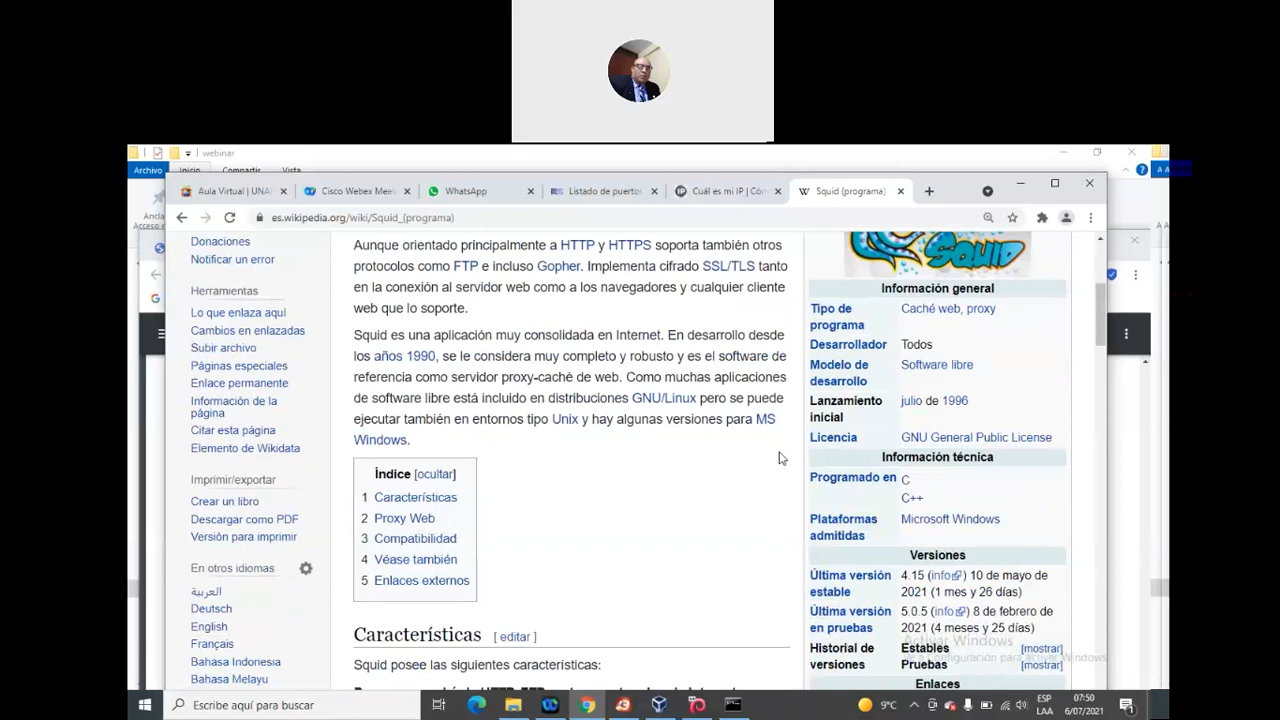 webinar
Archivo Inicio Compartir Vista
Aula Virtual | UNA
Cisco Webex Mee
WhatsApp
Listado de puerto
Cuál es mi IP | Có
Squid (programa)
es.wikipedia.org/wiki/Squid_(programa)
Donaciones
Notificar un error
Herramientas
Lo que enlaza aquí
Cambios en enlazadas
Subir archivo
Páginas especiales
Enlace permanente
Información de la
página
Citar esta página
Elemento de Wikidata
Imprimir/exportar
Crear un libro
Descargar como PDF
Versión para imprimir
En otros idiomas
العربية
Deutsch
English
Français
Bahasa Indonesia
Bahasa Melayu
Aunque orientado principalmente a HTTP y HTTPS soporta también otros
protocolos como FTP e incluso Gopher. Implementa cifrado SSL/TLS tanto
en la conexión al servidor web como a los navegadores y cualquier cliente
web que lo soporte.
Squid es una aplicación muy consolidada en Internet. En desarrollo desde
los años 1990, se le considera muy completo y robusto y es el software de
referencia como servidor proxy-caché de web. Como muchas aplicaciones
de software libre está incluido en distribuciones GNU/Linux pero se puede
ejecutar también en entornos tipo Unix y hay algunas versiones para MS
Windows.
Índice [ocultar]
1 Características
2 Proxy Web
3 Compatibilidad
4 Véase también
5 Enlaces externos
Características [ editar ]
Squid posee las siguientes características:
SQUID
Información general
Tipo de programa Caché web, proxy
Desarrollador Todos
Modelo de desarrollo Software libre
Lanzamiento inicial julio de 1996
Licencia GNU General Public License
Información técnica
Programado en C
C++
Plataformas admitidas Microsoft Windows
Versiones
Última versión estable 4.15 (info) 10 de mayo de
2021 (1 mes y 26 días)
Última versión en pruebas 5.0.5 (info) 8 de febrero de
2021 (4 meses y 25 días)
Historial de versiones Estables [mostrar]
Pruebas [mostrar]
Enlaces
Activar Windows
Ve a Configuración para activar Windows.
Escribe aquí para buscar
9°C
ESP
LAA
07:50
6/07/2021